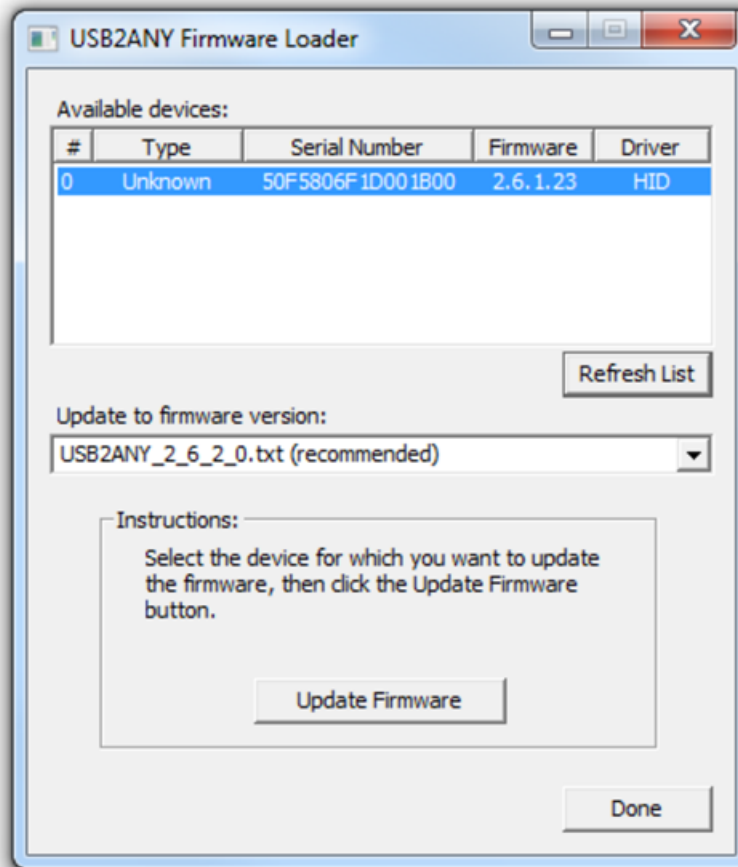 USB2ANY Firmware Loader
Available devices:
# Type Serial Number Firmware Driver
0 Unknown 50F5806F1D001B00 2.6.1.23 HID
Refresh List
Update to firmware version:
USB2ANY_2_6_2_0.txt (recommended)
Instructions:
Select the device for which you want to update
the firmware, then click the Update Firmware
button.
Update Firmware
Done